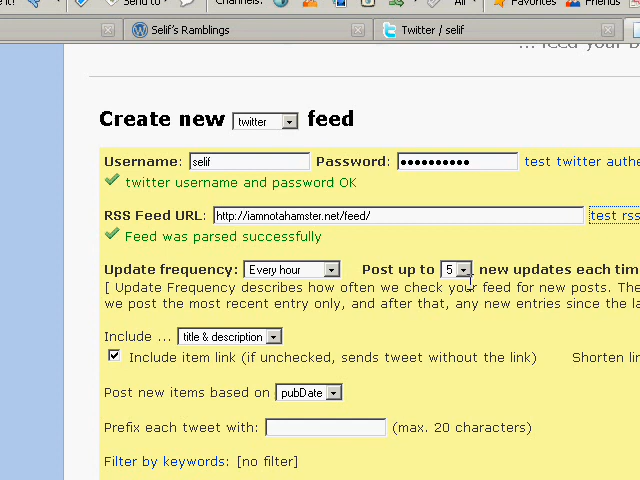 Send to
Channels:
All
Favorites
Friends
Selif's Ramblings
Twitter / selif
... feed your b
Create new twitter feed
Username: selif Password: ●●●●●●●●●● test twitter authe
twitter username and password OK
RSS Feed URL: http://iamnotahamster.net/feed/ test rss
Feed was parsed successfully
Update frequency: Every hour Post up to 5 new updates each tim
[ Update Frequency describes how often we check your feed for new posts. The
we post the most recent entry only, and after that, any new entries since the la
Include ... title & description
Include item link (if unchecked, sends tweet without the link) Shorten lin
Post new items based on pubDate
Prefix each tweet with: (max. 20 characters)
Filter by keywords: [no filter]